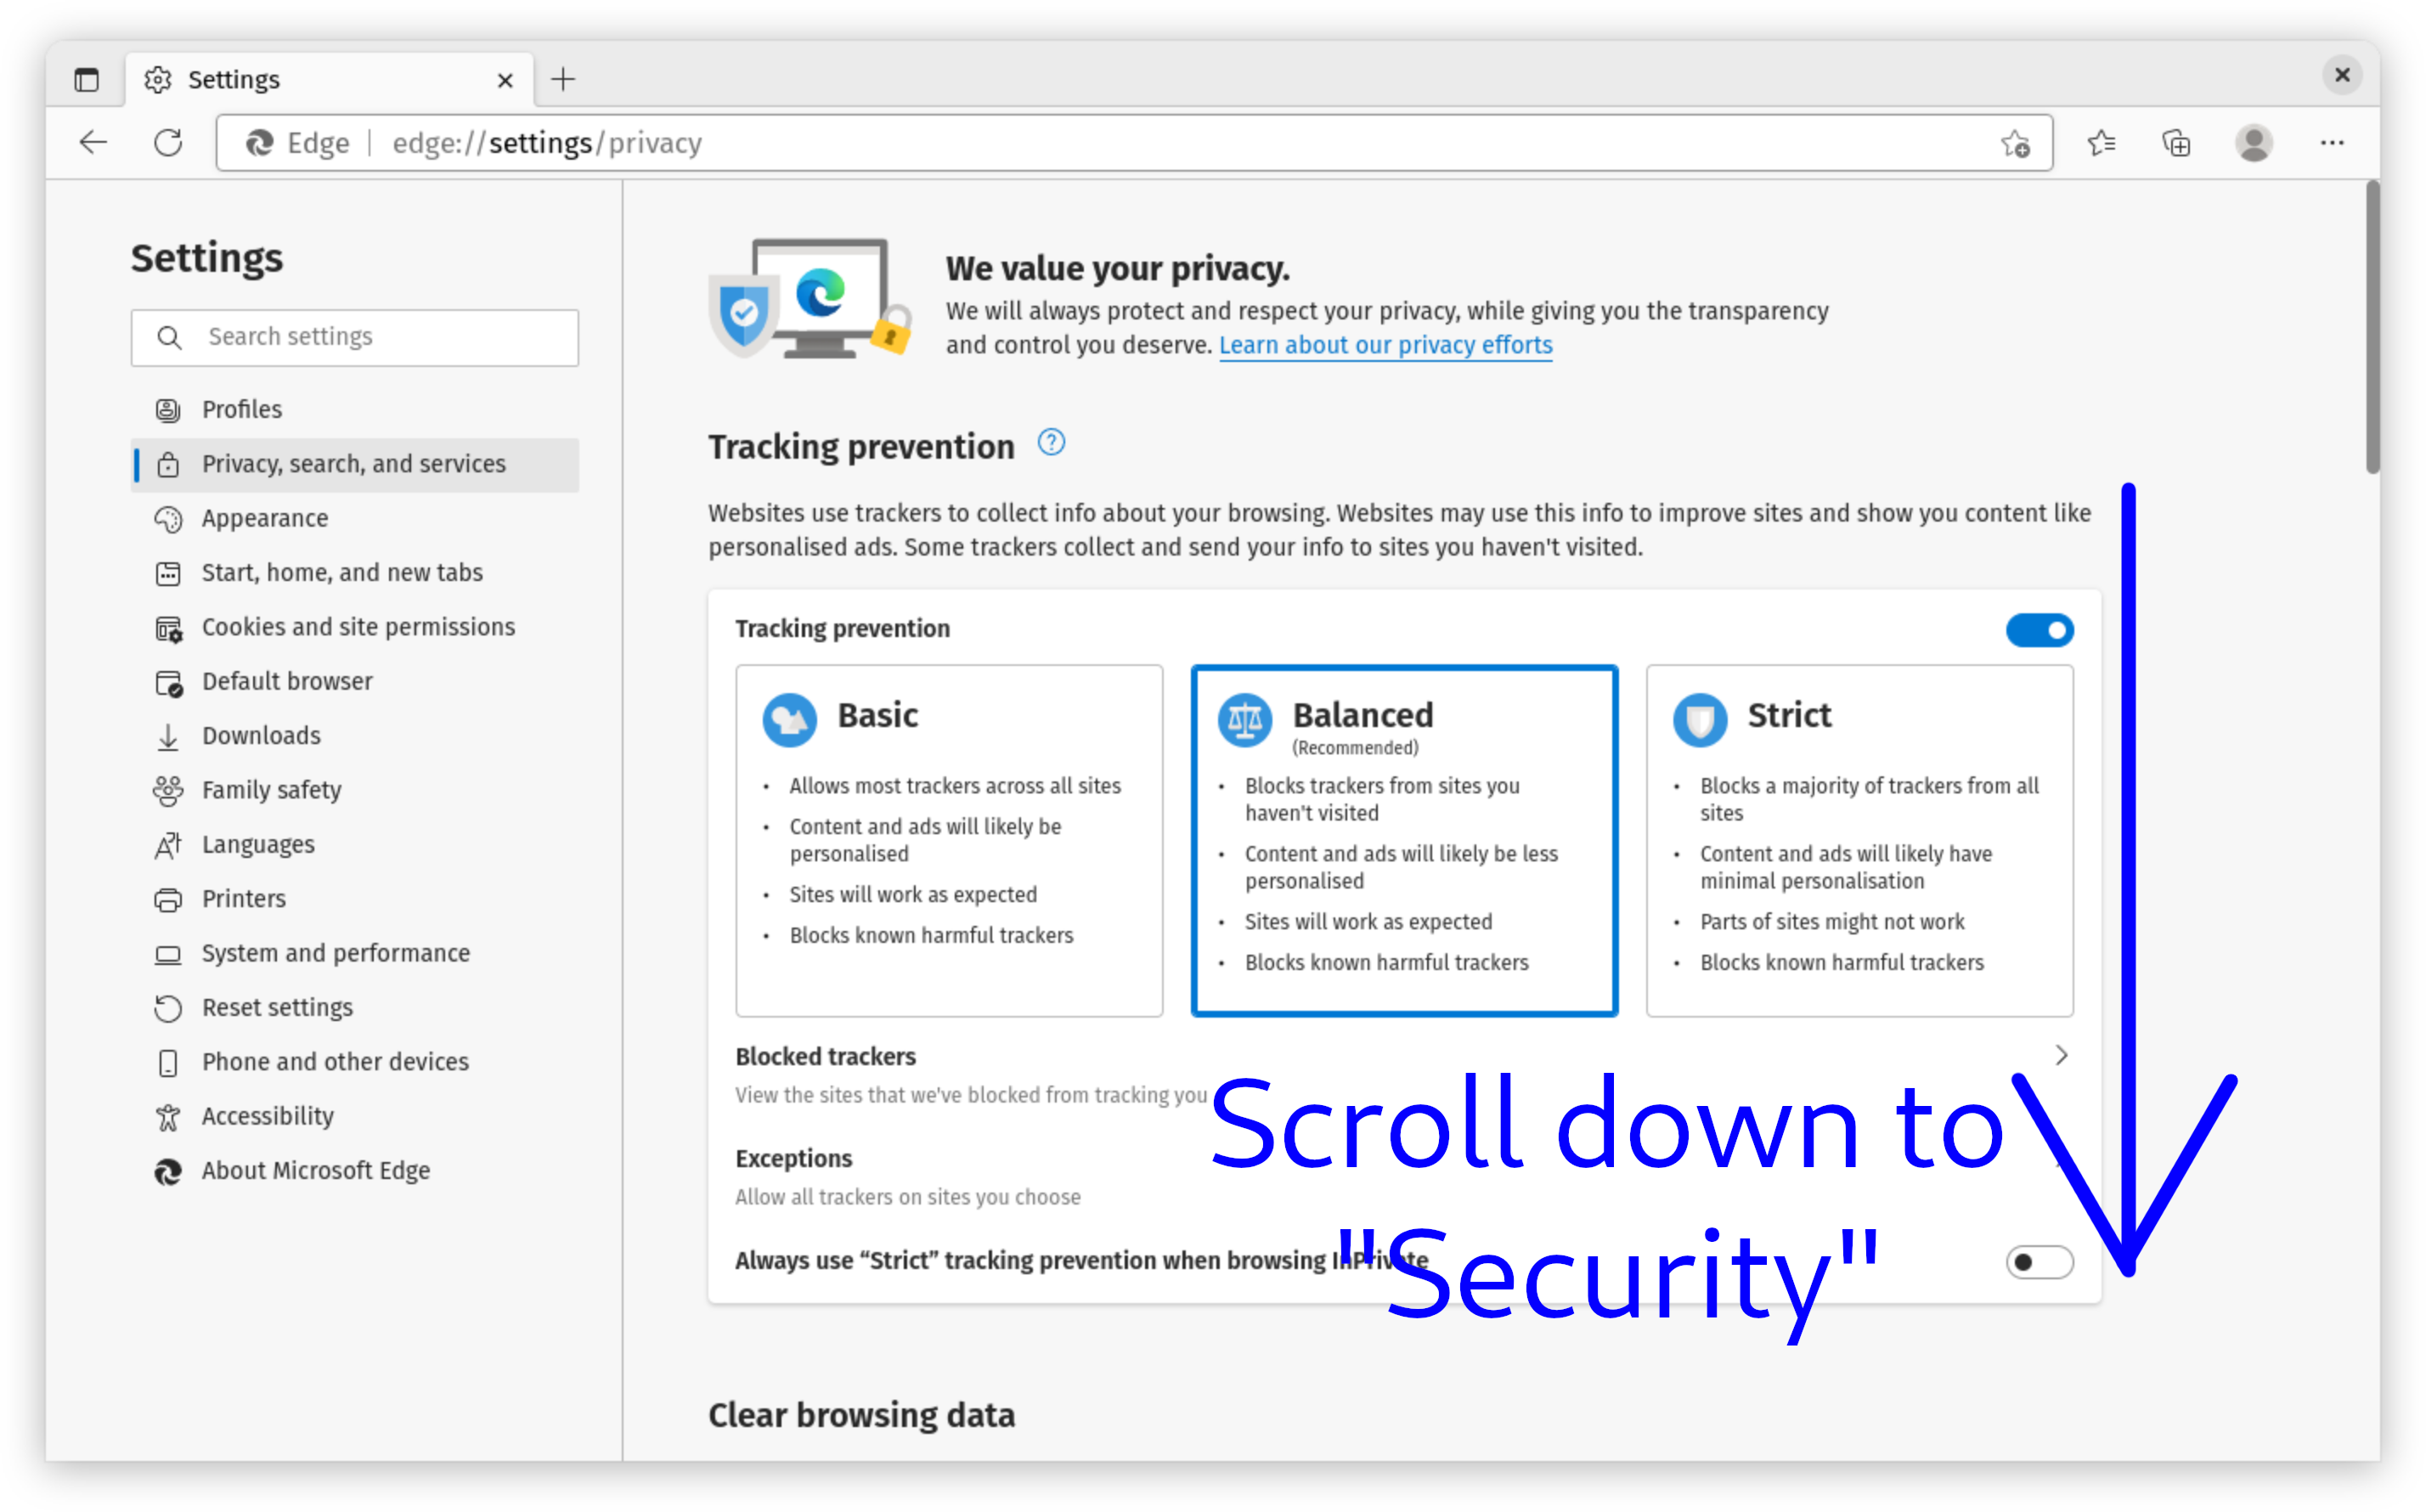 Settings
Edge | edge://settings/privacy
Settings
Search settings
Profiles
Privacy, search, and services
Appearance
Start, home, and new tabs
Cookies and site permissions
Default browser
Downloads
Family safety
Languages
Printers
System and performance
Reset settings
Phone and other devices
Accessibility
About Microsoft Edge
We value your privacy.
We will always protect and respect your privacy, while giving you the transparency
and control you deserve. Learn about our privacy efforts
Tracking prevention
Websites use trackers to collect info about your browsing. Websites may use this info to improve sites and show you content like
personalised ads. Some trackers collect and send your info to sites you haven't visited.
Tracking prevention
Basic
• Allows most trackers across all sites
• Content and ads will likely be
personalised
• Sites will work as expected
• Blocks known harmful trackers
Balanced
(Recommended)
• Blocks trackers from sites you
haven't visited
• Content and ads will likely be less
personalised
• Sites will work as expected
• Blocks known harmful trackers
Strict
• Blocks a majority of trackers from all
sites
• Content and ads will likely have
minimal personalisation
• Parts of sites might not work
• Blocks known harmful trackers
Blocked trackers
View the sites that we've blocked from tracking you
Exceptions
Allow all trackers on sites you choose
Always use “Strict” tracking prevention when browsing InPrivate
Scroll down to
"Security"
Clear browsing data